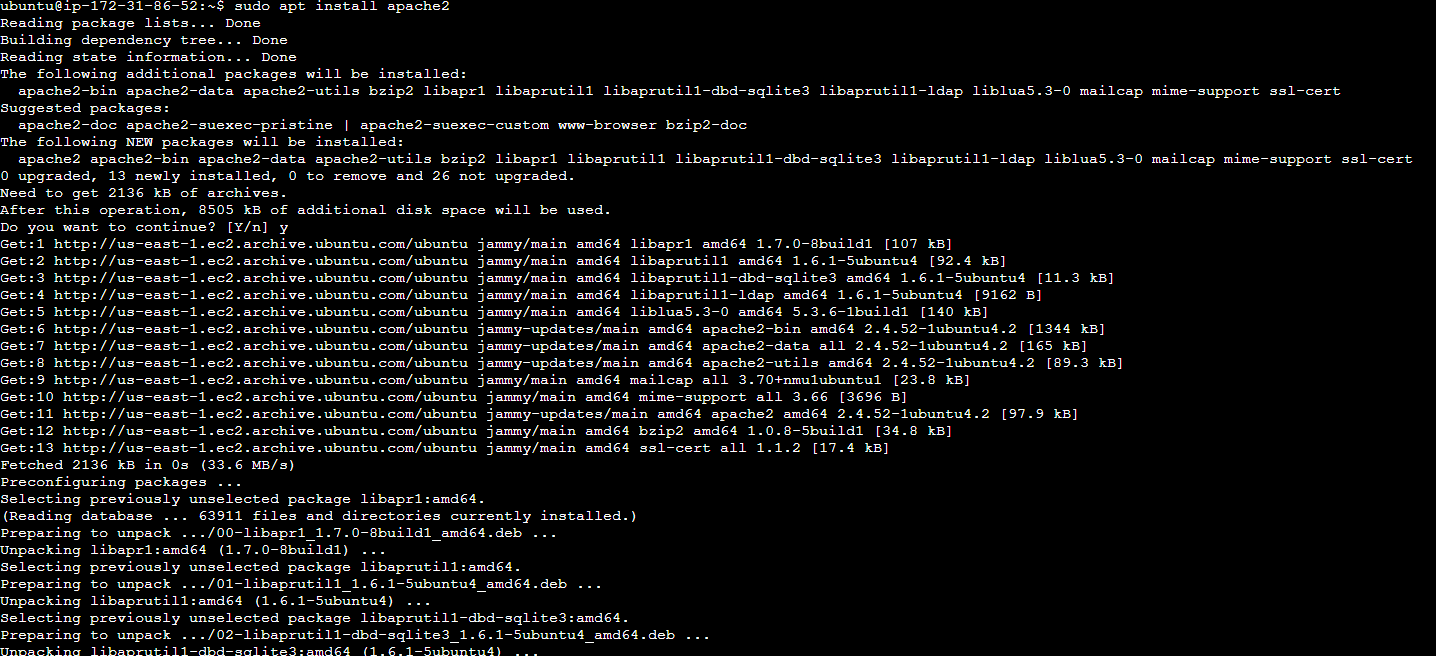 ubuntu@ip-172-31-86-52:~$ sudo apt install apache2
Reading package lists... Done
Building dependency tree... Done
Reading state information... Done
The following additional packages will be installed:
  apache2-bin apache2-data apache2-utils bzip2 libapr1 libaprutil1 libaprutil1-dbd-sqlite3 libaprutil1-ldap liblua5.3-0 mailcap mime-support ssl-cert
Suggested packages:
  apache2-doc apache2-suexec-pristine | apache2-suexec-custom www-browser bzip2-doc
The following NEW packages will be installed:
  apache2 apache2-bin apache2-data apache2-utils bzip2 libapr1 libaprutil1 libaprutil1-dbd-sqlite3 libaprutil1-ldap liblua5.3-0 mailcap mime-support ssl-cert
0 upgraded, 13 newly installed, 0 to remove and 26 not upgraded.
Need to get 2136 kB of archives.
After this operation, 8505 kB of additional disk space will be used.
Do you want to continue? [Y/n] y
Get:1 http://us-east-1.ec2.archive.ubuntu.com/ubuntu jammy/main amd64 libapr1 amd64 1.7.0-8build1 [107 kB]
Get:2 http://us-east-1.ec2.archive.ubuntu.com/ubuntu jammy/main amd64 libaprutil1 amd64 1.6.1-5ubuntu4 [92.4 kB]
Get:3 http://us-east-1.ec2.archive.ubuntu.com/ubuntu jammy/main amd64 libaprutil1-dbd-sqlite3 amd64 1.6.1-5ubuntu4 [11.3 kB]
Get:4 http://us-east-1.ec2.archive.ubuntu.com/ubuntu jammy/main amd64 libaprutil1-ldap amd64 1.6.1-5ubuntu4 [9162 B]
Get:5 http://us-east-1.ec2.archive.ubuntu.com/ubuntu jammy/main amd64 liblua5.3-0 amd64 5.3.6-1build1 [140 kB]
Get:6 http://us-east-1.ec2.archive.ubuntu.com/ubuntu jammy-updates/main amd64 apache2-bin amd64 2.4.52-1ubuntu4.2 [1344 kB]
Get:7 http://us-east-1.ec2.archive.ubuntu.com/ubuntu jammy-updates/main amd64 apache2-data all 2.4.52-1ubuntu4.2 [165 kB]
Get:8 http://us-east-1.ec2.archive.ubuntu.com/ubuntu jammy-updates/main amd64 apache2-utils amd64 2.4.52-1ubuntu4.2 [89.3 kB]
Get:9 http://us-east-1.ec2.archive.ubuntu.com/ubuntu jammy/main amd64 mailcap all 3.70+nmu1ubuntu1 [23.8 kB]
Get:10 http://us-east-1.ec2.archive.ubuntu.com/ubuntu jammy/main amd64 mime-support all 3.66 [3696 B]
Get:11 http://us-east-1.ec2.archive.ubuntu.com/ubuntu jammy-updates/main amd64 apache2 amd64 2.4.52-1ubuntu4.2 [97.9 kB]
Get:12 http://us-east-1.ec2.archive.ubuntu.com/ubuntu jammy/main amd64 bzip2 amd64 1.0.8-5build1 [34.8 kB]
Get:13 http://us-east-1.ec2.archive.ubuntu.com/ubuntu jammy/main amd64 ssl-cert all 1.1.2 [17.4 kB]
Fetched 2136 kB in 0s (33.6 MB/s)
Preconfiguring packages ...
Selecting previously unselected package libapr1:amd64.
(Reading database ... 63911 files and directories currently installed.)
Preparing to unpack .../00-libapr1_1.7.0-8build1_amd64.deb ...
Unpacking libapr1:amd64 (1.7.0-8build1) ...
Selecting previously unselected package libaprutil1:amd64.
Preparing to unpack .../01-libaprutil1_1.6.1-5ubuntu4_amd64.deb ...
Unpacking libaprutil1:amd64 (1.6.1-5ubuntu4) ...
Selecting previously unselected package libaprutil1-dbd-sqlite3:amd64.
Preparing to unpack .../02-libaprutil1-dbd-sqlite3_1.6.1-5ubuntu4_amd64.deb ...
Unpacking libaprutil1-dbd-sqlite3:amd64 (1.6.1-5ubuntu4) ...